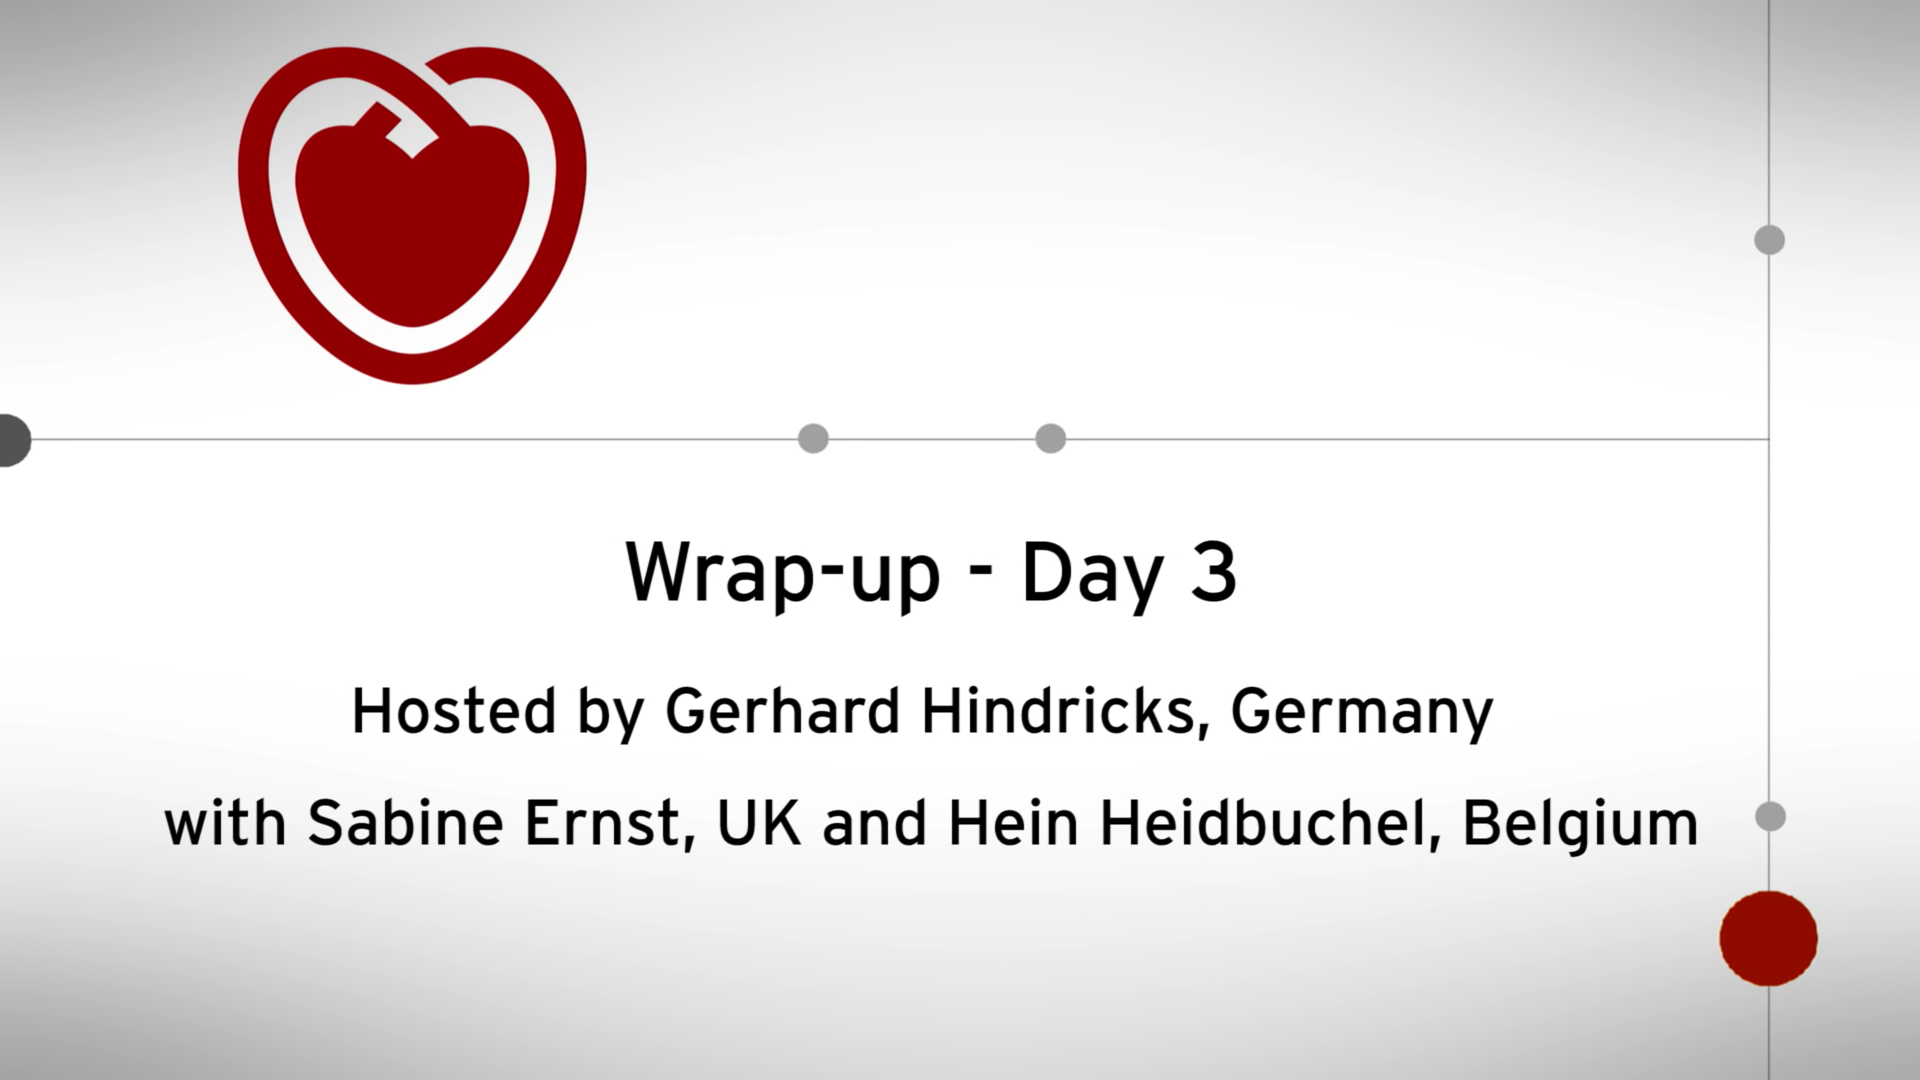 Wrap-up - Day 3
Hosted by Gerhard Hindricks, Germany
with Sabine Ernst, UK and Hein Heidbuchel, Belgium